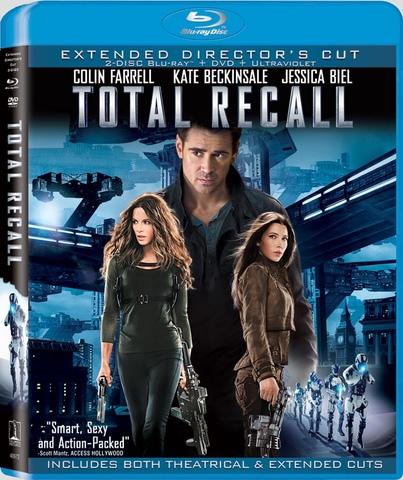 Blu-ray Disc
EXTENDED DIRECTOR'S CUT
2-DISC BLU-RAY™ + DVD + ULTRAVIOLET
COLIN FARRELL KATE BECKINSALE JESSICA BIEL
TOTAL RECALL
TOTAL RECALL
"Smart, Sexy
and Action-Packed"
-Scott Mantz, ACCESS HOLLYWOOD
INCLUDES BOTH THEATRICAL & EXTENDED CUTS